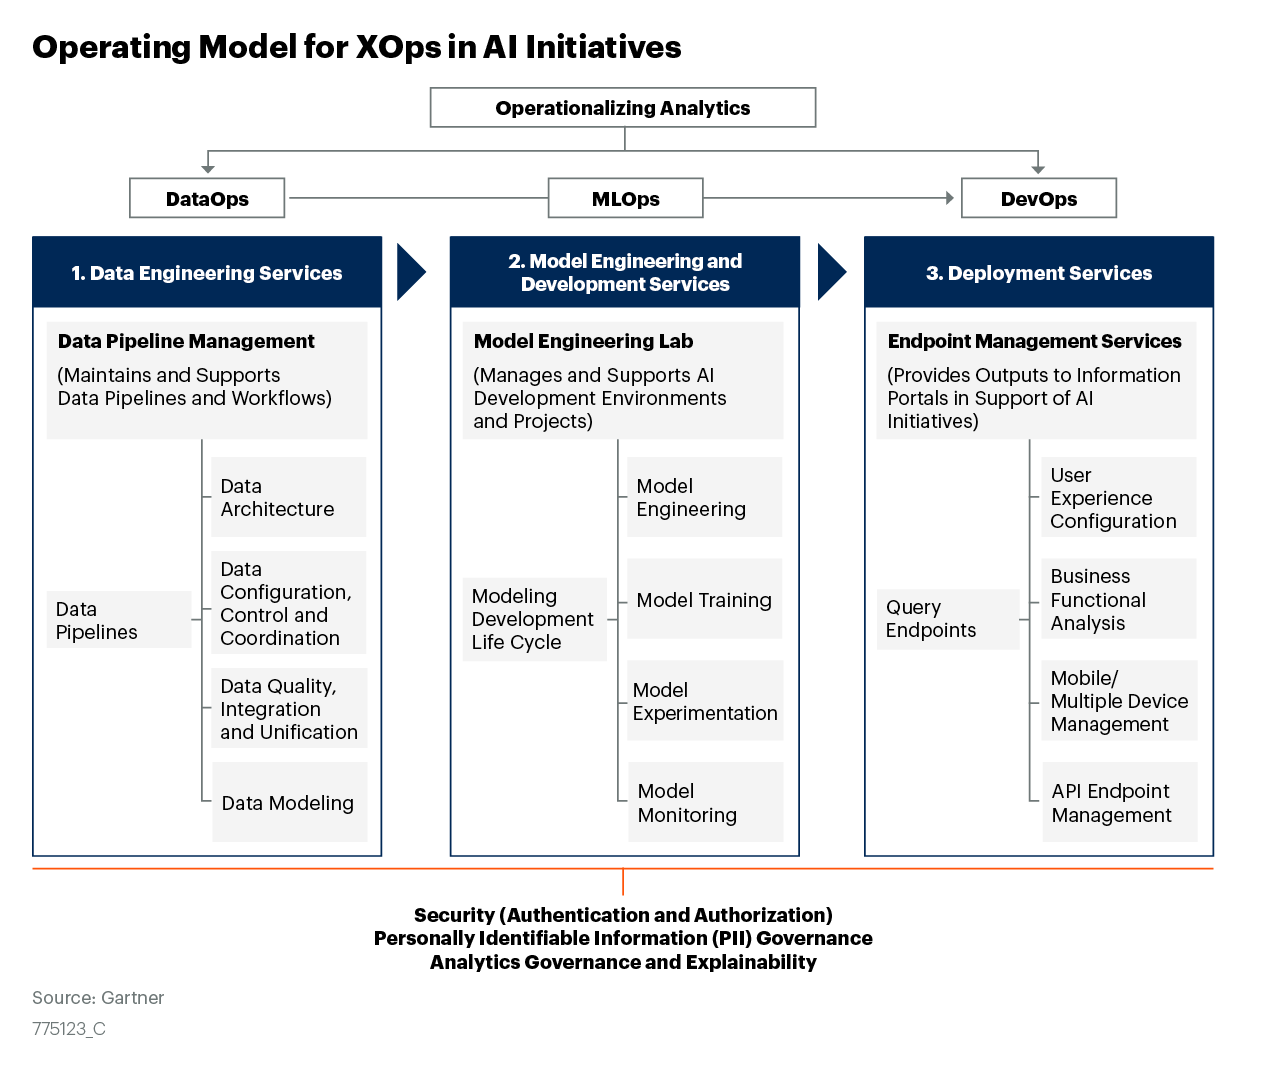 Operating Model for XOps in AI Initiatives
Operationalizing Analytics
DataOps
MLOps
DevOps
1. Data Engineering Services
Data Pipeline Management
(Maintains and Supports
Data Pipelines and Workflows)
Data
Pipelines
Data
Architecture
Data
Configuration,
Control and
Coordination
Data Quality,
Integration
and Unification
Data Modeling
2. Model Engineering and
Development Services
Model Engineering Lab
(Manages and Supports AI
Development Environments
and Projects)
Modeling
Development
Life Cycle
Model
Engineering
Model Training
Model
Experimentation
Model
Monitoring
3. Deployment Services
Endpoint Management Services
(Provides Outputs to Information
Portals in Support of AI
Initiatives)
Query
Endpoints
User
Experience
Configuration
Business
Functional
Analysis
Mobile/
Multiple Device
Management
API Endpoint
Management
Security (Authentication and Authorization)
Personally Identifiable Information (PII) Governance
Analytics Governance and Explainability
Source: Gartner
775123_C